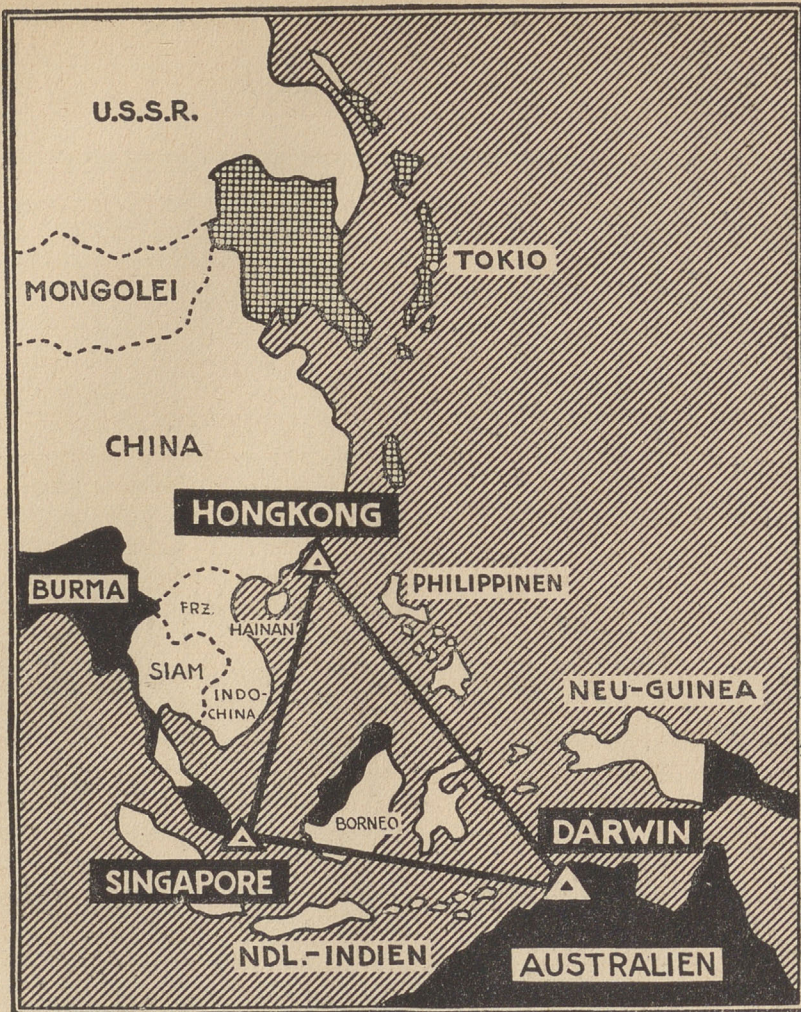 U.S.S.R.
MONGOLEI
TOKIO
CHINA
HONGKONG
BURMA
FRZ.
HAINAN
PHILIPPINEN
SIAM
INDO-
CHINA
NEU-GUINEA
BORNEO
DARWIN
SINGAPORE
NDL.-INDIEN
AUSTRALIEN